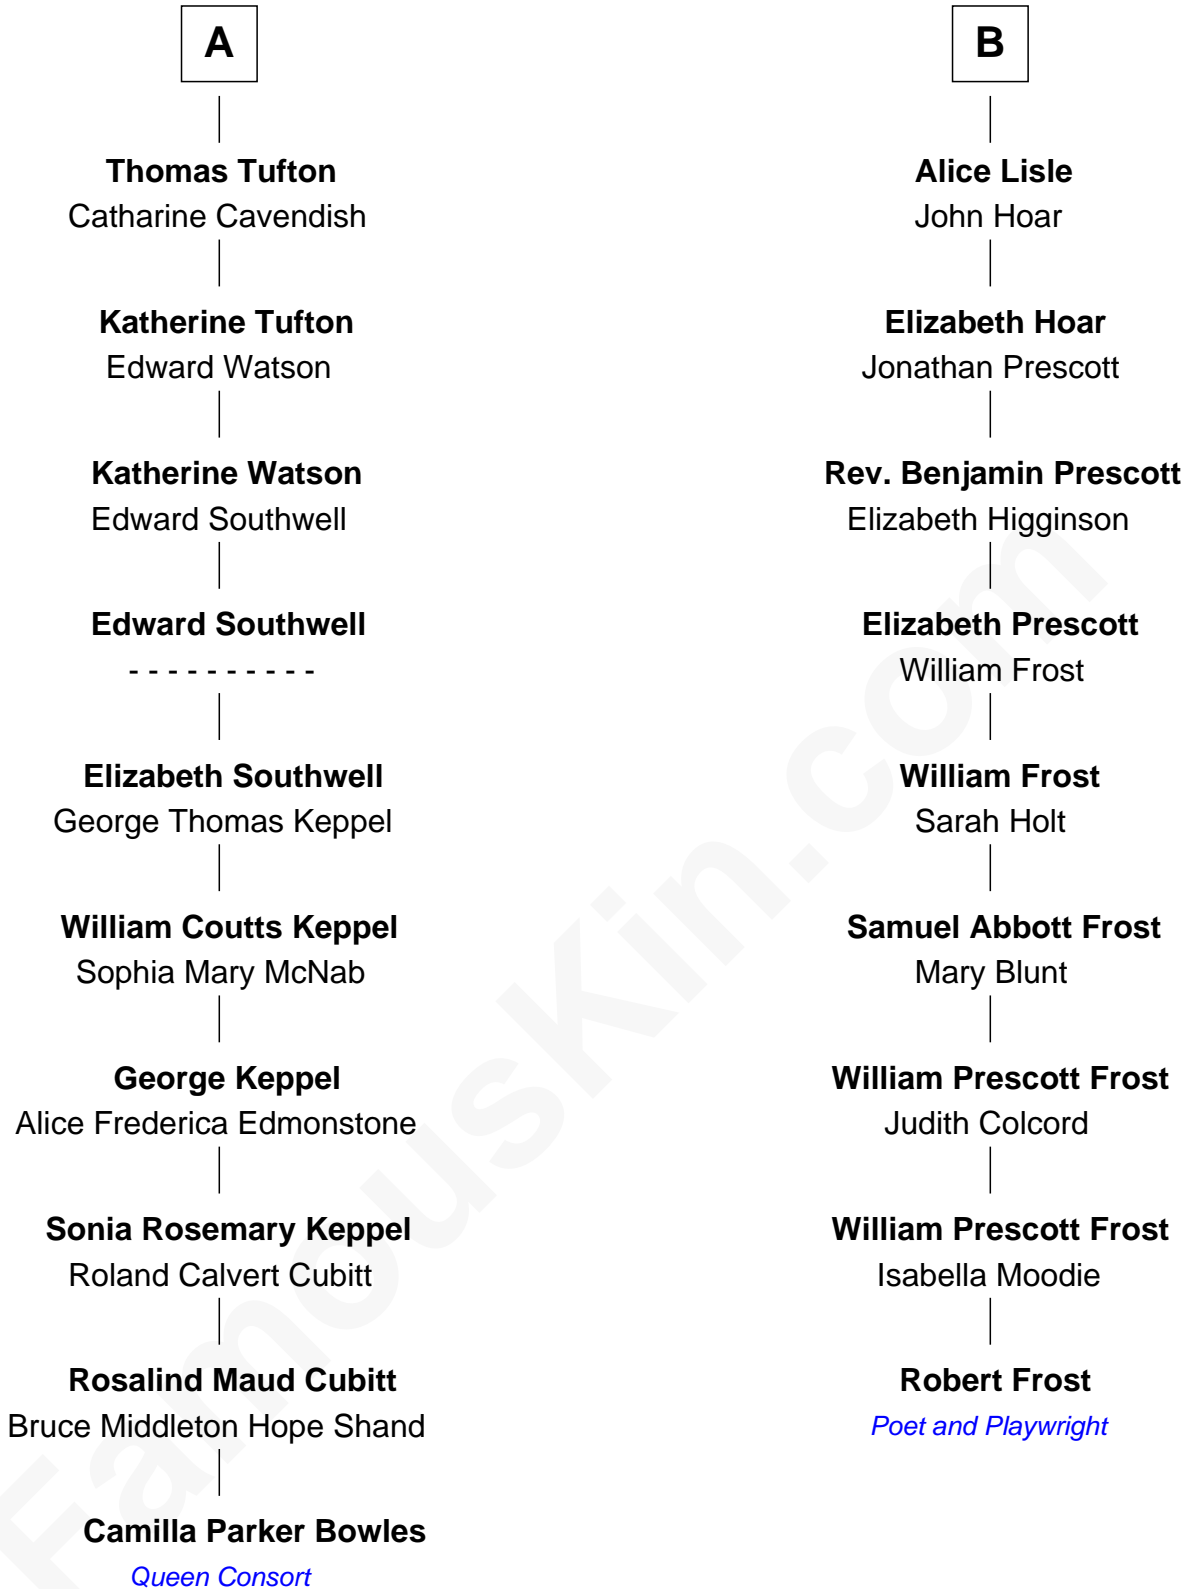 A
Thomas Tufton
Catharine Cavendish
Katherine Tufton
Edward Watson
Katherine Watson
Edward Southwell
Edward Southwell
- - - - - - - - - -
Elizabeth Southwell
George Thomas Keppel
William Coutts Keppel
Sophia Mary McNab
George Keppel
Alice Frederica Edmonstone
Sonia Rosemary Keppel
Roland Calvert Cubitt
Rosalind Maud Cubitt
Bruce Middleton Hope Shand
Camilla Parker Bowles
Queen Consort
B
Alice Lisle
John Hoar
Elizabeth Hoar
Jonathan Prescott
Rev. Benjamin Prescott
Elizabeth Higginson
Elizabeth Prescott
William Frost
William Frost
Sarah Holt
Samuel Abbott Frost
Mary Blunt
William Prescott Frost
Judith Colcord
William Prescott Frost
Isabella Moodie
Robert Frost
Poet and Playwright
FamousKin.com